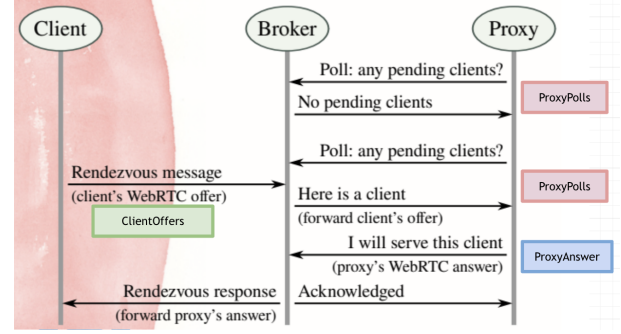 Client
Broker
Proxy
Poll: any pending clients?
ProxyPolls
No pending clients
Poll: any pending clients?
Rendezvous message
ProxyPolls
(client's WebRTC offer)
Here is a client
ClientOffers
(forward client's offer)
I will serve this client
ProxyAnswer
(proxy's WebRTC answer)
Rendezvous response
Acknowledged
(forward proxy's answer)